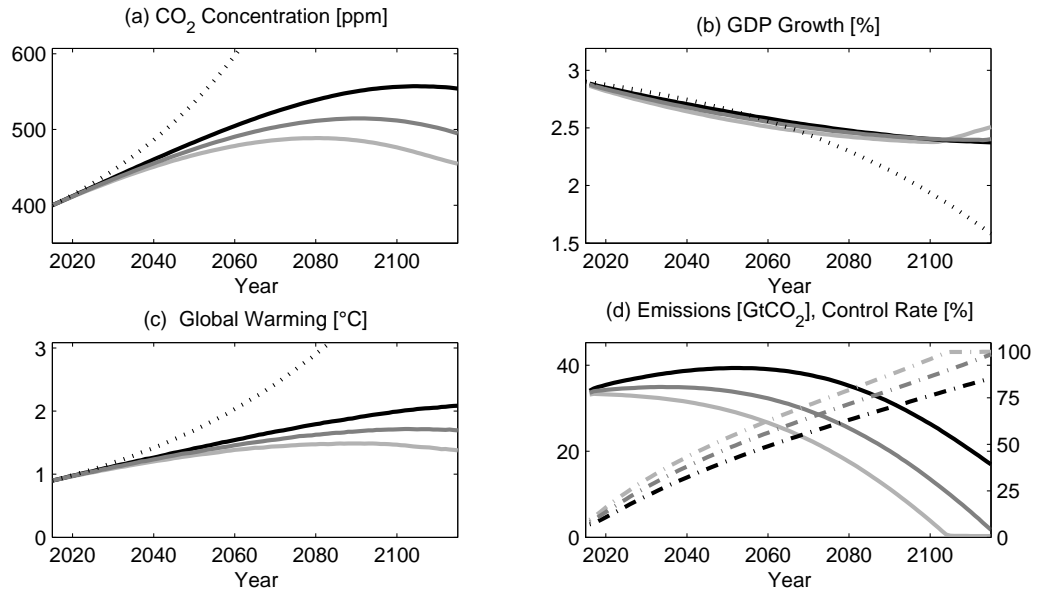 (a) CO2 Concentration [ppm]
600
500
400
2020 2040 2060 2080 2100
Year
(b) GDP Growth [%]
3
2.5
2
1.5
2020 2040 2060 2080 2100
Year
(c) Global Warming [°C]
3
2
1
0
2020 2040 2060 2080 2100
Year
(d) Emissions [GtCO2], Control Rate [%]
40
20
0
100
75
50
25
0
2020 2040 2060 2080 2100
Year